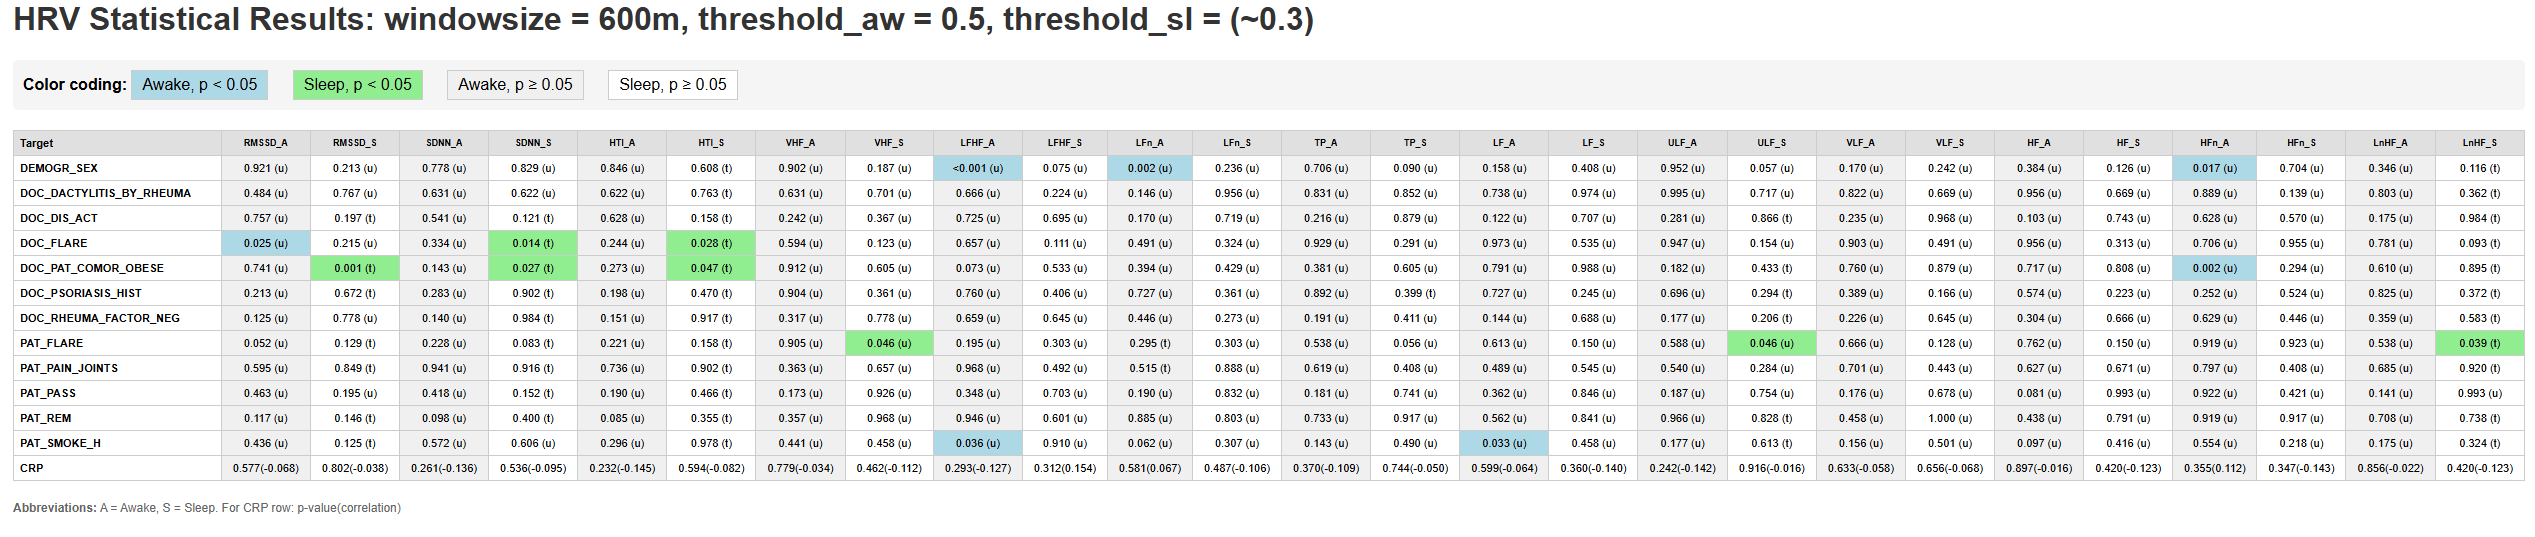 HRV Statistical Results: windowsize = 600m, threshold_aw = 0.5, threshold_sl = (~0.3)
Color coding: Awake, p < 0.05 Sleep, p < 0.05 Awake, p ≥ 0.05 Sleep, p ≥ 0.05
Target RMSSD_A RMSSD_S SDNN_A SDNN_S HTI_A HTI_S VHF_A VHF_S LFHF_A LFHF_S LFn_A LFn_S TP_A TP_S LF_A LF_S ULF_A ULF_S VLF_A VLF_S HF_A HF_S HFn_A HFn_S LnHF_A LnHF_S
DEMOGR_SEX 0.921 (u) 0.213 (u) 0.778 (u) 0.829 (u) 0.846 (u) 0.608 (t) 0.902 (u) 0.187 (u) <0.001 (u) 0.075 (u) 0.002 (u) 0.236 (u) 0.706 (u) 0.090 (u) 0.158 (u) 0.408 (u) 0.952 (u) 0.057 (u) 0.170 (u) 0.242 (u) 0.384 (u) 0.126 (u) 0.017 (u) 0.704 (u) 0.346 (u) 0.116 (t)
DOC_DACTYLITIS_BY_RHEUMA 0.484 (u) 0.767 (u) 0.631 (u) 0.622 (u) 0.622 (u) 0.763 (t) 0.631 (u) 0.701 (u) 0.666 (u) 0.224 (u) 0.146 (u) 0.956 (u) 0.831 (u) 0.852 (u) 0.738 (u) 0.974 (u) 0.995 (u) 0.717 (u) 0.822 (u) 0.669 (u) 0.956 (u) 0.669 (u) 0.889 (u) 0.139 (u) 0.803 (u) 0.362 (t)
DOC_DIS_ACT 0.757 (u) 0.197 (t) 0.541 (u) 0.121 (t) 0.628 (u) 0.158 (t) 0.242 (u) 0.367 (u) 0.725 (u) 0.695 (u) 0.170 (u) 0.719 (u) 0.216 (u) 0.879 (u) 0.122 (u) 0.707 (u) 0.281 (u) 0.866 (t) 0.235 (u) 0.968 (u) 0.103 (u) 0.743 (u) 0.628 (u) 0.570 (u) 0.175 (u) 0.984 (t)
DOC_FLARE 0.025 (u) 0.215 (u) 0.334 (u) 0.014 (t) 0.244 (u) 0.028 (t) 0.594 (u) 0.123 (u) 0.657 (u) 0.111 (u) 0.491 (u) 0.324 (u) 0.929 (u) 0.291 (u) 0.973 (u) 0.535 (u) 0.947 (u) 0.154 (u) 0.903 (u) 0.491 (u) 0.956 (u) 0.313 (u) 0.706 (u) 0.955 (u) 0.781 (u) 0.093 (t)
DOC_PAT_COMOR_OBESE 0.741 (u) 0.001 (t) 0.143 (u) 0.027 (t) 0.273 (u) 0.047 (t) 0.912 (u) 0.605 (u) 0.073 (u) 0.533 (u) 0.394 (u) 0.429 (u) 0.381 (u) 0.605 (u) 0.791 (u) 0.988 (u) 0.182 (u) 0.433 (t) 0.760 (u) 0.879 (u) 0.717 (u) 0.808 (u) 0.002 (u) 0.294 (u) 0.610 (u) 0.895 (t)
DOC_PSORIASIS_HIST 0.213 (u) 0.672 (t) 0.283 (u) 0.902 (t) 0.198 (u) 0.470 (t) 0.904 (u) 0.361 (u) 0.760 (u) 0.406 (u) 0.727 (u) 0.361 (u) 0.892 (u) 0.399 (t) 0.727 (u) 0.245 (u) 0.696 (u) 0.294 (t) 0.389 (u) 0.166 (u) 0.574 (u) 0.223 (u) 0.252 (u) 0.524 (u) 0.825 (u) 0.372 (t)
DOC_RHEUMA_FACTOR_NEG 0.125 (u) 0.778 (u) 0.140 (u) 0.984 (t) 0.151 (u) 0.917 (t) 0.317 (u) 0.778 (u) 0.659 (u) 0.645 (u) 0.446 (u) 0.273 (u) 0.191 (u) 0.411 (u) 0.144 (u) 0.688 (u) 0.177 (u) 0.206 (t) 0.226 (u) 0.645 (u) 0.304 (u) 0.666 (u) 0.629 (u) 0.446 (u) 0.359 (u) 0.583 (t)
PAT_FLARE 0.052 (u) 0.129 (t) 0.228 (u) 0.083 (t) 0.221 (u) 0.158 (t) 0.905 (u) 0.046 (u) 0.195 (u) 0.303 (u) 0.295 (t) 0.303 (u) 0.538 (u) 0.056 (u) 0.613 (u) 0.150 (u) 0.588 (u) 0.046 (u) 0.666 (u) 0.128 (u) 0.762 (u) 0.150 (u) 0.919 (u) 0.923 (u) 0.538 (u) 0.039 (t)
PAT_PAIN_JOINTS 0.595 (u) 0.849 (t) 0.941 (u) 0.916 (t) 0.736 (u) 0.902 (t) 0.363 (u) 0.657 (u) 0.968 (u) 0.492 (u) 0.515 (t) 0.888 (u) 0.619 (u) 0.408 (u) 0.489 (u) 0.545 (u) 0.540 (u) 0.284 (u) 0.701 (u) 0.443 (u) 0.627 (u) 0.671 (u) 0.797 (u) 0.408 (u) 0.685 (u) 0.920 (t)
PAT_PASS 0.463 (u) 0.195 (u) 0.418 (u) 0.152 (t) 0.190 (u) 0.466 (t) 0.173 (u) 0.926 (u) 0.348 (u) 0.703 (u) 0.190 (u) 0.832 (u) 0.181 (u) 0.741 (u) 0.362 (u) 0.846 (u) 0.187 (u) 0.754 (u) 0.176 (u) 0.678 (u) 0.081 (u) 0.993 (u) 0.922 (u) 0.421 (u) 0.141 (u) 0.993 (u)
PAT_REM 0.117 (u) 0.146 (t) 0.098 (u) 0.400 (t) 0.085 (u) 0.355 (t) 0.357 (u) 0.968 (u) 0.946 (u) 0.601 (u) 0.885 (u) 0.803 (u) 0.733 (u) 0.917 (u) 0.562 (u) 0.841 (u) 0.966 (u) 0.828 (t) 0.458 (u) 1.000 (u) 0.438 (u) 0.791 (u) 0.919 (u) 0.917 (u) 0.708 (u) 0.738 (t)
PAT_SMOKE_H 0.436 (u) 0.125 (t) 0.572 (u) 0.606 (u) 0.296 (u) 0.978 (t) 0.441 (u) 0.458 (u) 0.036 (u) 0.910 (u) 0.062 (u) 0.307 (u) 0.143 (u) 0.490 (u) 0.033 (u) 0.458 (u) 0.177 (u) 0.613 (t) 0.156 (u) 0.501 (u) 0.097 (u) 0.416 (u) 0.554 (u) 0.218 (u) 0.175 (u) 0.324 (t)
CRP 0.577(-0.068) 0.802(-0.038) 0.261(-0.136) 0.536(-0.095) 0.232(-0.145) 0.594(-0.082) 0.779(-0.034) 0.462(-0.112) 0.293(-0.127) 0.312(0.154) 0.581(0.067) 0.487(-0.106) 0.370(-0.109) 0.744(-0.050) 0.599(-0.064) 0.360(-0.140) 0.242(-0.142) 0.916(-0.016) 0.633(-0.058) 0.656(-0.068) 0.897(-0.016) 0.420(-0.123) 0.355(0.112) 0.347(-0.143) 0.856(-0.022) 0.420(-0.123)
Abbreviations: A = Awake, S = Sleep. For CRP row: p-value(correlation)